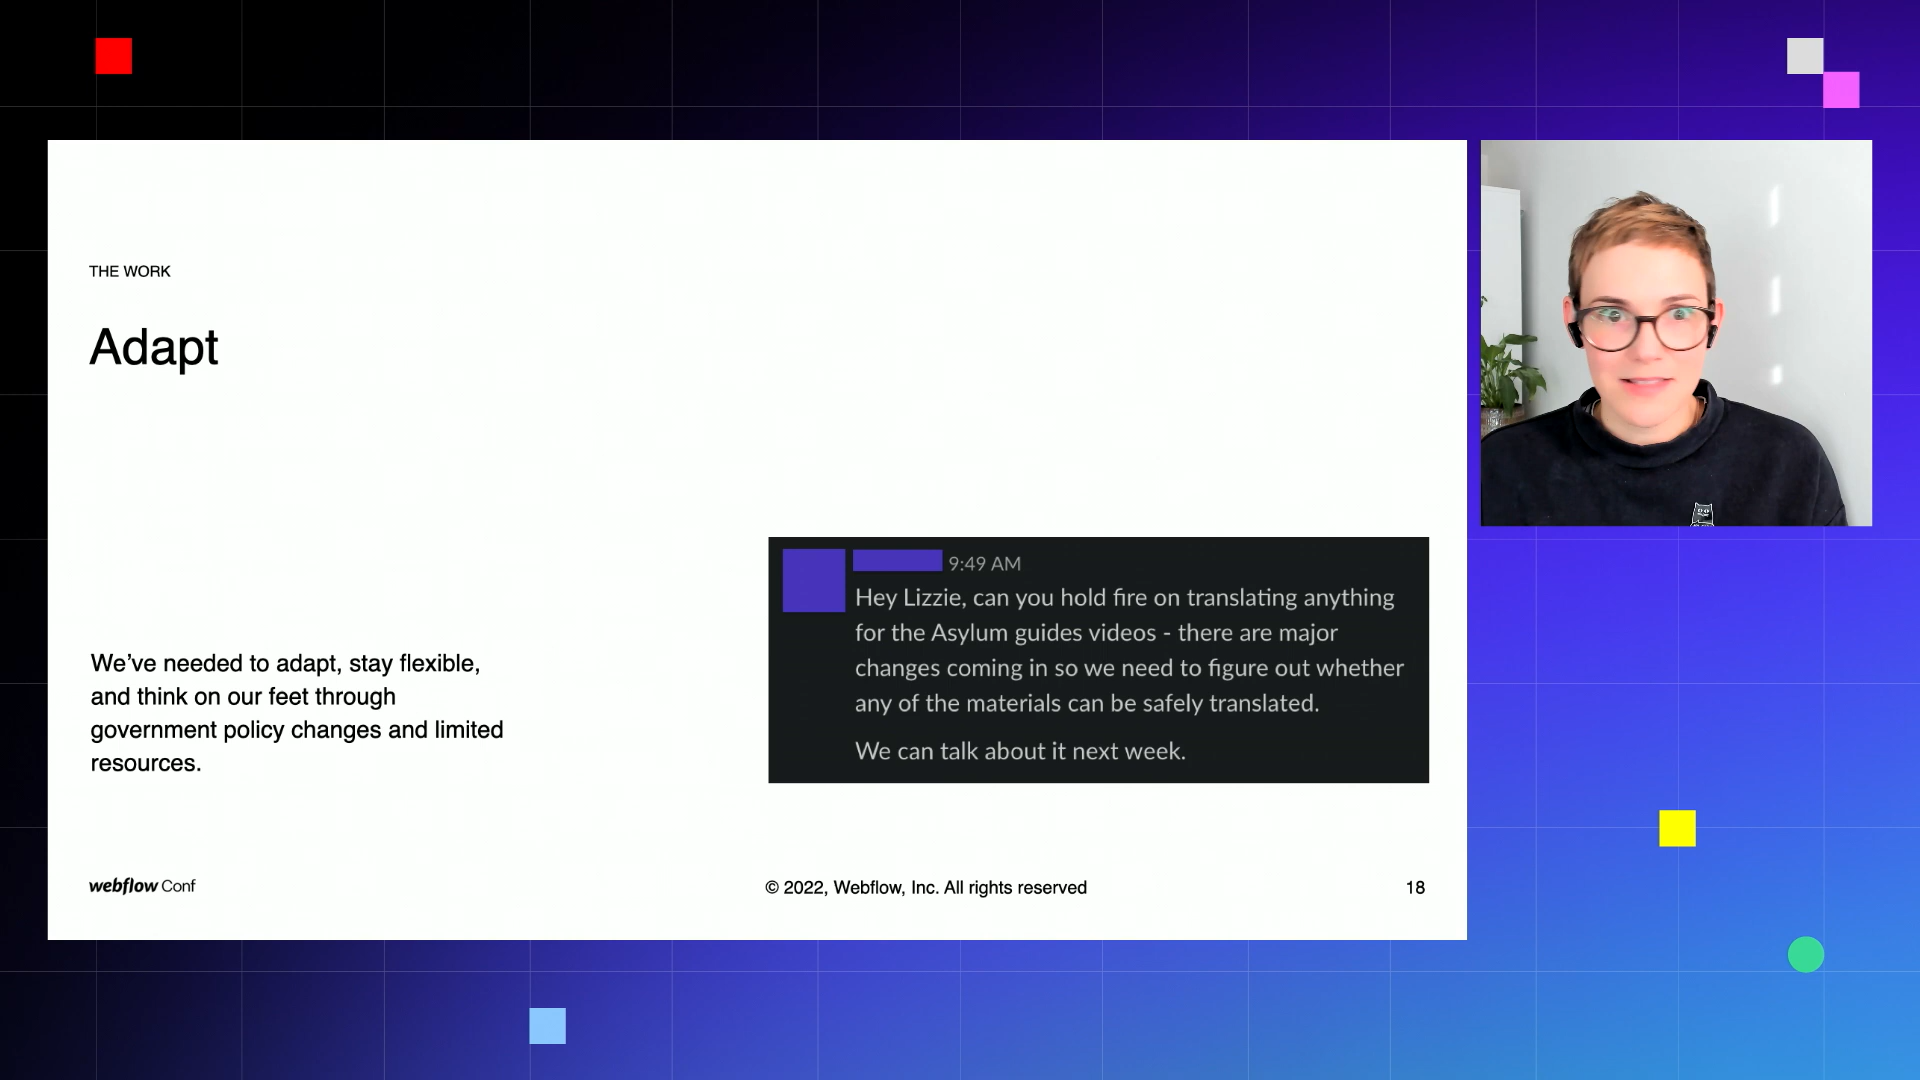 THE WORK
Adapt
We’ve needed to adapt, stay flexible,
and think on our feet through
government policy changes and limited
resources.
9:49 AM
Hey Lizzie, can you hold fire on translating anything
for the Asylum guides videos - there are major
changes coming in so we need to figure out whether
any of the materials can be safely translated.
We can talk about it next week.
webflow Conf
© 2022, Webflow, Inc. All rights reserved
18